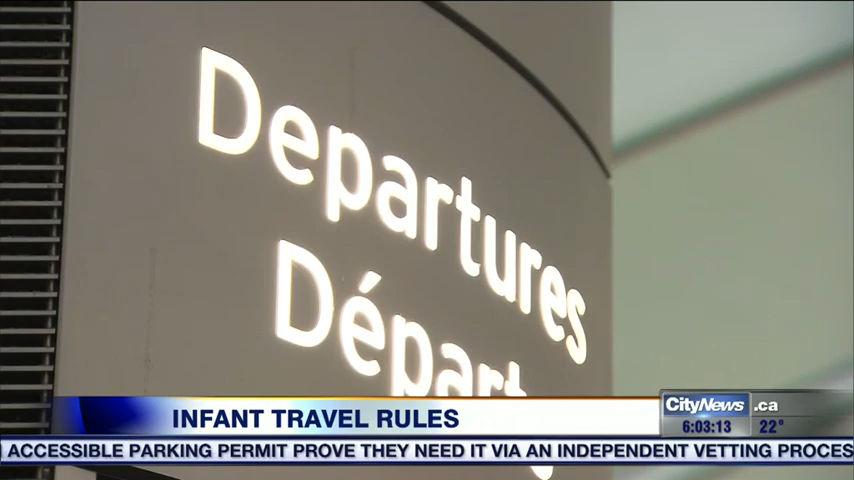 Departures
Départ
INFANT TRAVEL RULES
CityNews.ca
6:03:13 22°
ACCESSIBLE PARKING PERMIT PROVE THEY NEED IT VIA AN INDEPENDENT VETTING PROCES